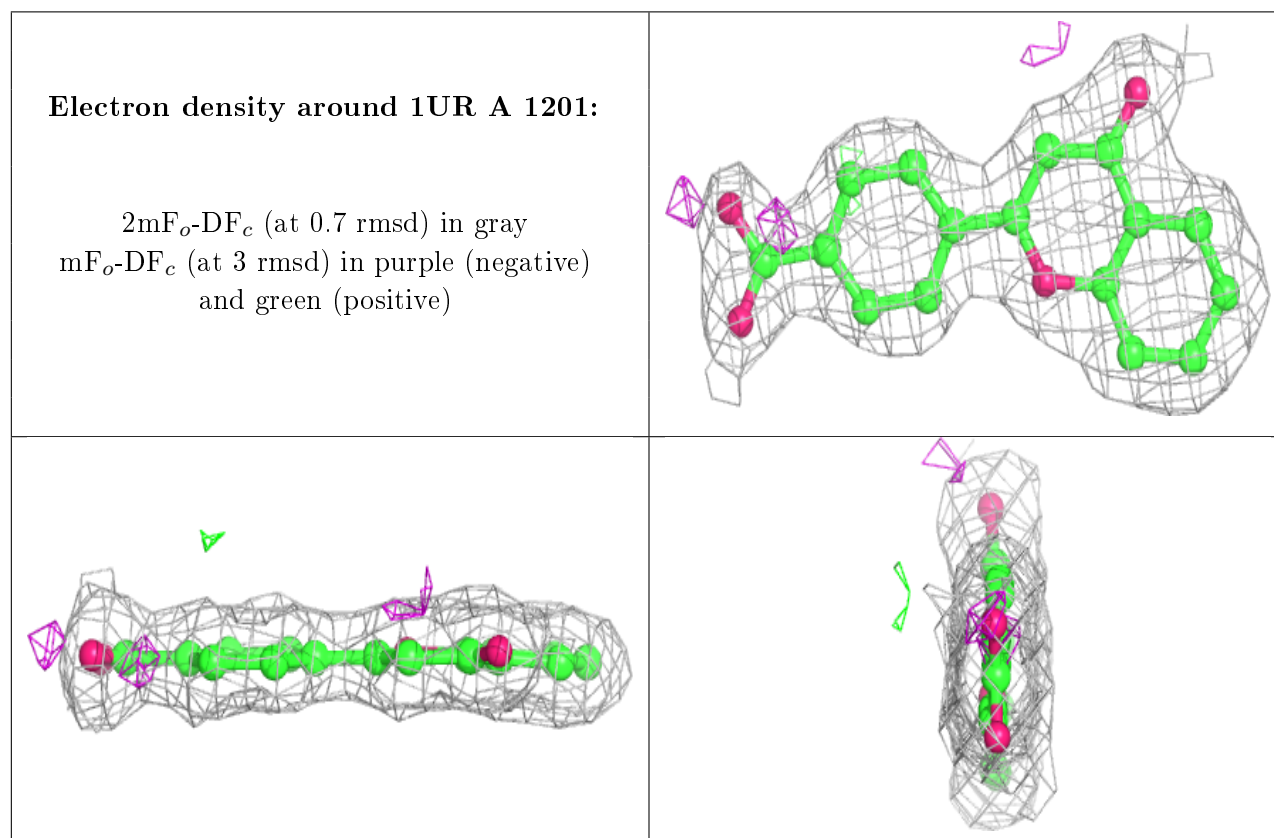 Electron density around 1UR A 1201:
2mFo-DFc (at 0.7 rmsd) in gray
mFo-DFc (at 3 rmsd) in purple (negative)
and green (positive)